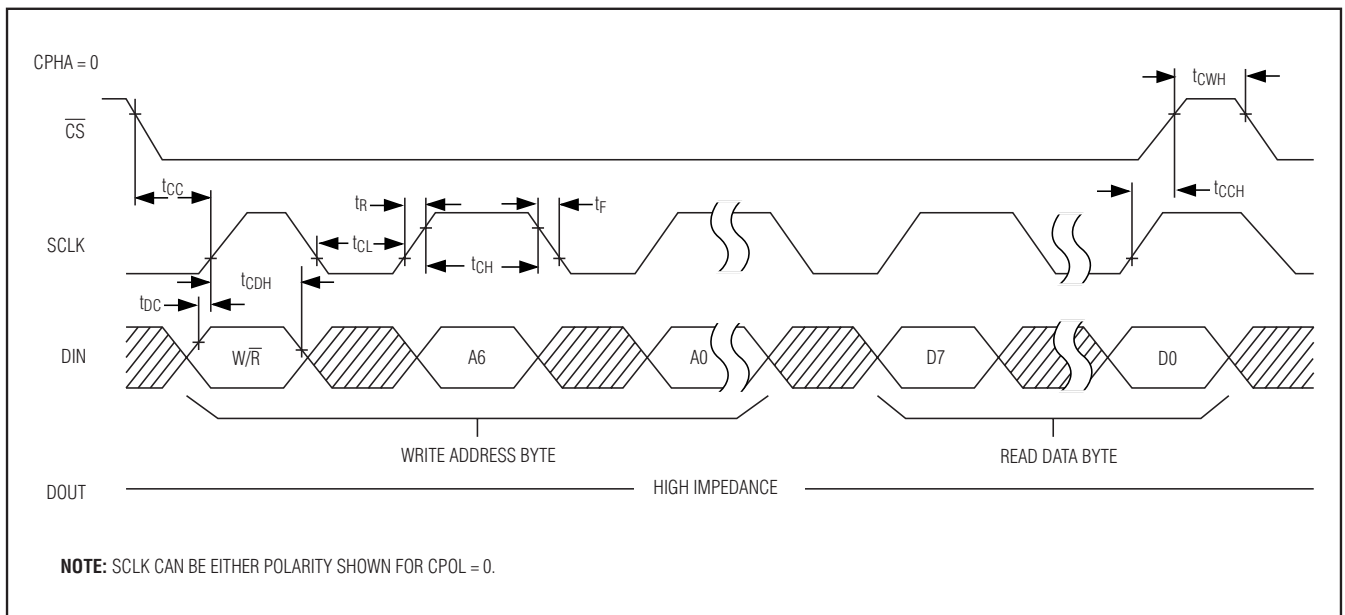 CPHA = 0
tCWH
CS
tCC
tCCH
tR
tF
SCLK
tCL
tCH
tCDH
tDC
DIN
W/R
A6
A0
D7
D0
WRITE ADDRESS BYTE
READ DATA BYTE
DOUT
HIGH IMPEDANCE
NOTE: SCLK CAN BE EITHER POLARITY SHOWN FOR CPOL = 0.